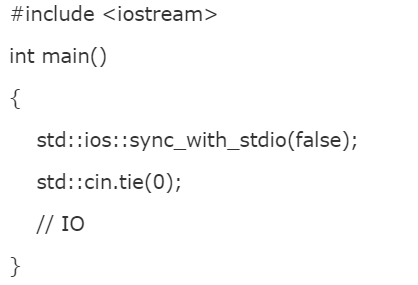 #include <iostream>
int main()
{
std::ios::sync_with_stdio(false);
std::cin.tie(0);
// IO
}